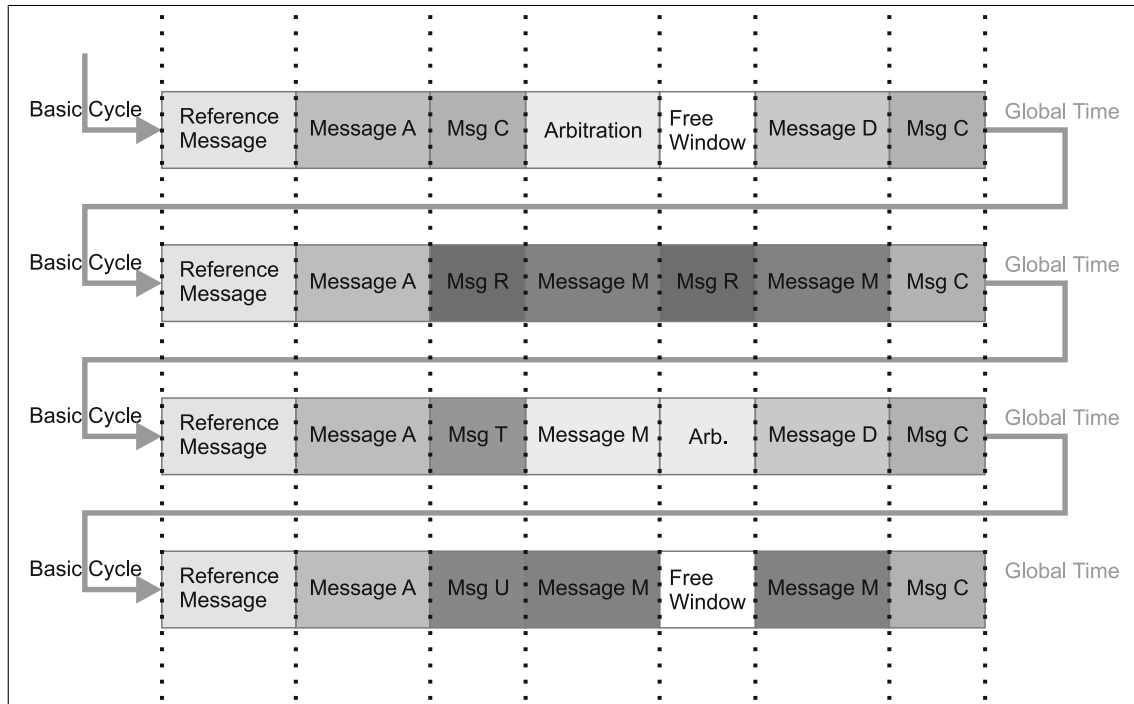 Basic Cycle
Reference
Message
Message A
Msg C
Arbitration
Free
Window
Message D
Msg C
Global Time
Basic Cycle
Reference
Message
Message A
Msg R
Message M
Msg R
Message M
Msg C
Global Time
Basic Cycle
Reference
Message
Message A
Msg T
Message M
Arb.
Message D
Msg C
Global Time
Basic Cycle
Reference
Message
Message A
Msg U
Message M
Free
Window
Message M
Msg C
Global Time